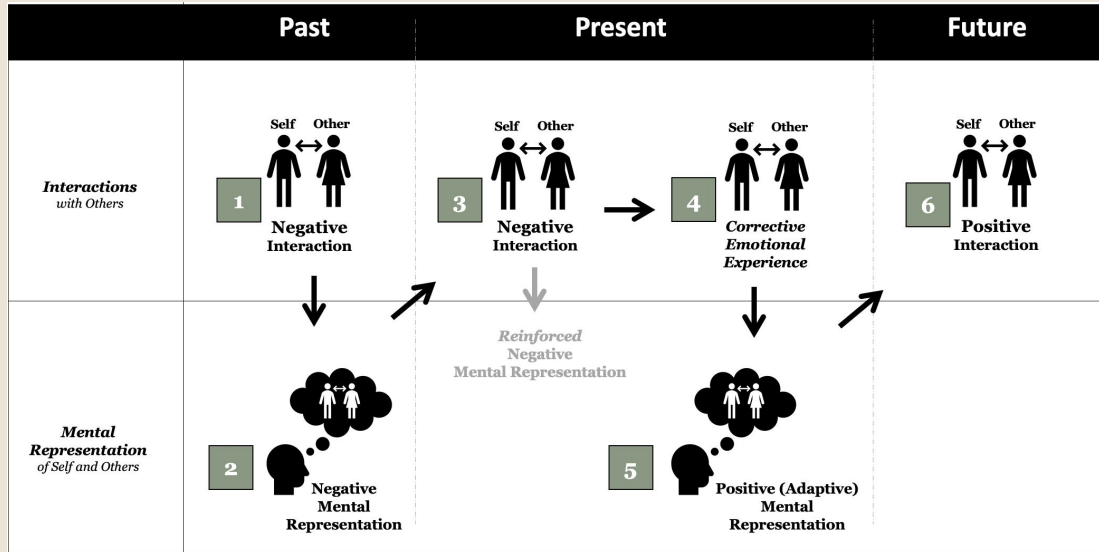 Past
Present
Future
Interactions
with Others
Self Other
1
Negative
Interaction
Self Other
3
Negative
Interaction
Self Other
4
Corrective
Emotional
Experience
Self Other
6
Positive
Interaction
Reinforced
Negative
Mental Representation
Mental
Representation
of Self and Others
2
Negative
Mental
Representation
5
Positive (Adaptive)
Mental
Representation